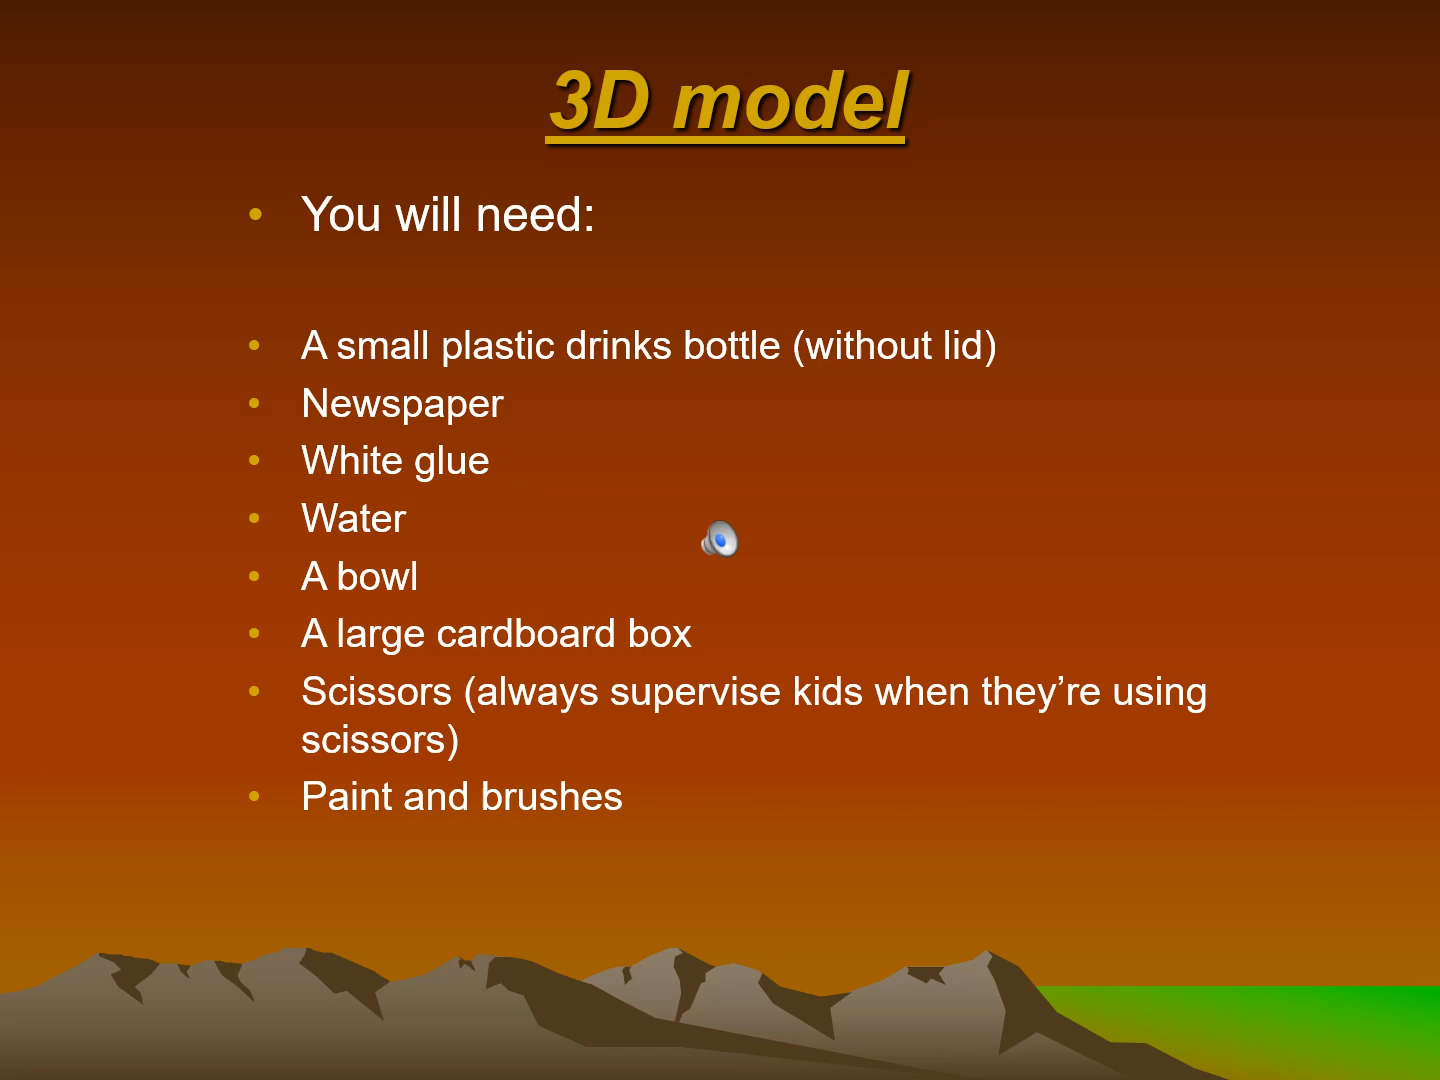 3D model
• You will need:
• A small plastic drinks bottle (without lid)
• Newspaper
• White glue
• Water
• A bowl
• A large cardboard box
• Scissors (always supervise kids when they’re using
scissors)
• Paint and brushes